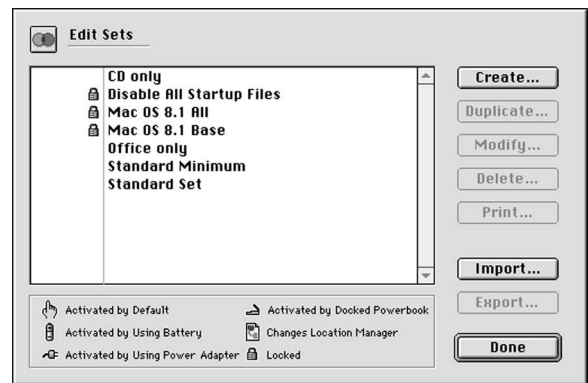 Edit Sets
CD only
Disable All Startup Files
Mac OS 8.1 All
Mac OS 8.1 Base
Office only
Standard Minimum
Standard Set
Create...
Duplicate...
Modify...
Delete...
Print...
Import...
Export...
Done
Activated by Default
Activated by Docked Powerbook
Activated by Using Battery
Changes Location Manager
Activated by Using Power Adapter
Locked